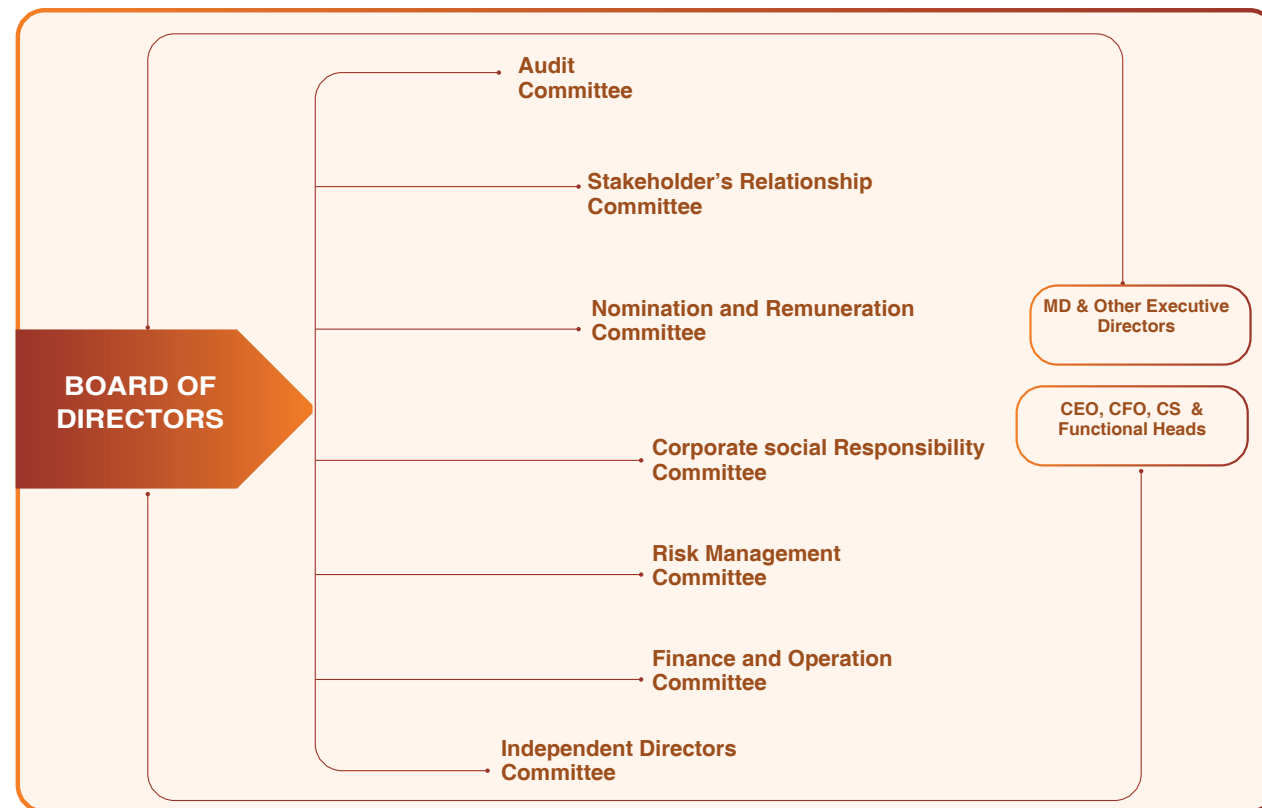 Audit
Committee
Stakeholder’s Relationship
Committee
Nomination and Remuneration
Committee
MD & Other Executive
Directors
BOARD OF
DIRECTORS
CEO, CFO, CS &
Functional Heads
Corporate social Responsibility
Committee
Risk Management
Committee
Finance and Operation
Committee
Independent Directors
Committee